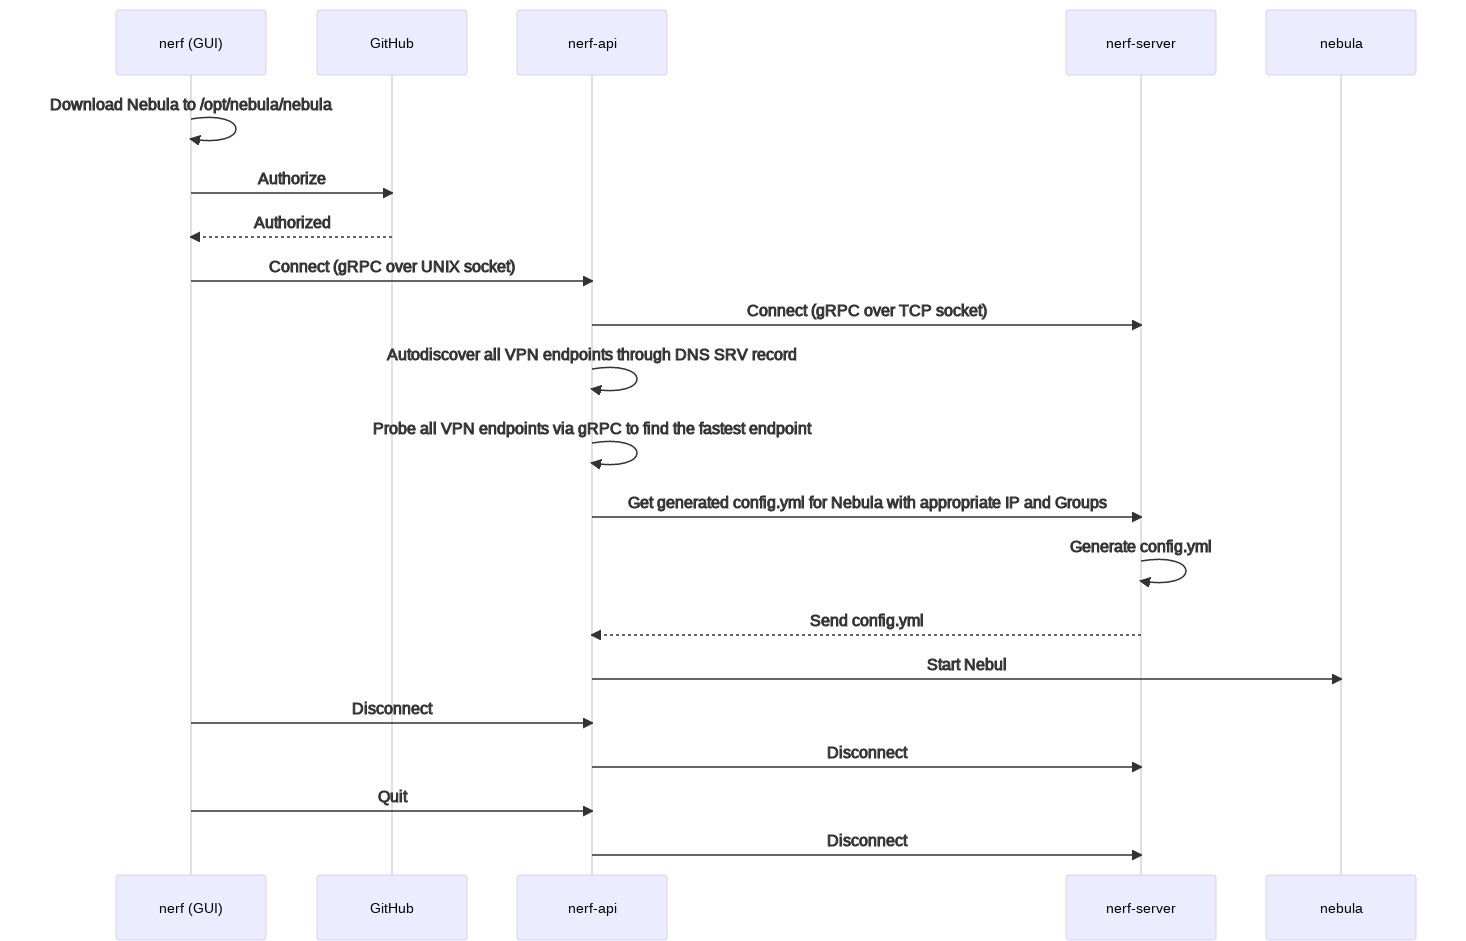 nerf (GUI)
GitHub
nerf-api
nerf-server
nebula
Download Nebula to /opt/nebula/nebula
Authorize
Authorized
Connect (gRPC over UNIX socket)
Connect (gRPC over TCP socket)
Autodiscover all VPN endpoints through DNS SRV record
Probe all VPN endpoints via gRPC to find the fastest endpoint
Get generated config.yml for Nebula with appropriate IP and Groups
Generate config.yml
Send config.yml
Start Nebul
Disconnect
Disconnect
Quit
Disconnect
nerf (GUI)
GitHub
nerf-api
nerf-server
nebula